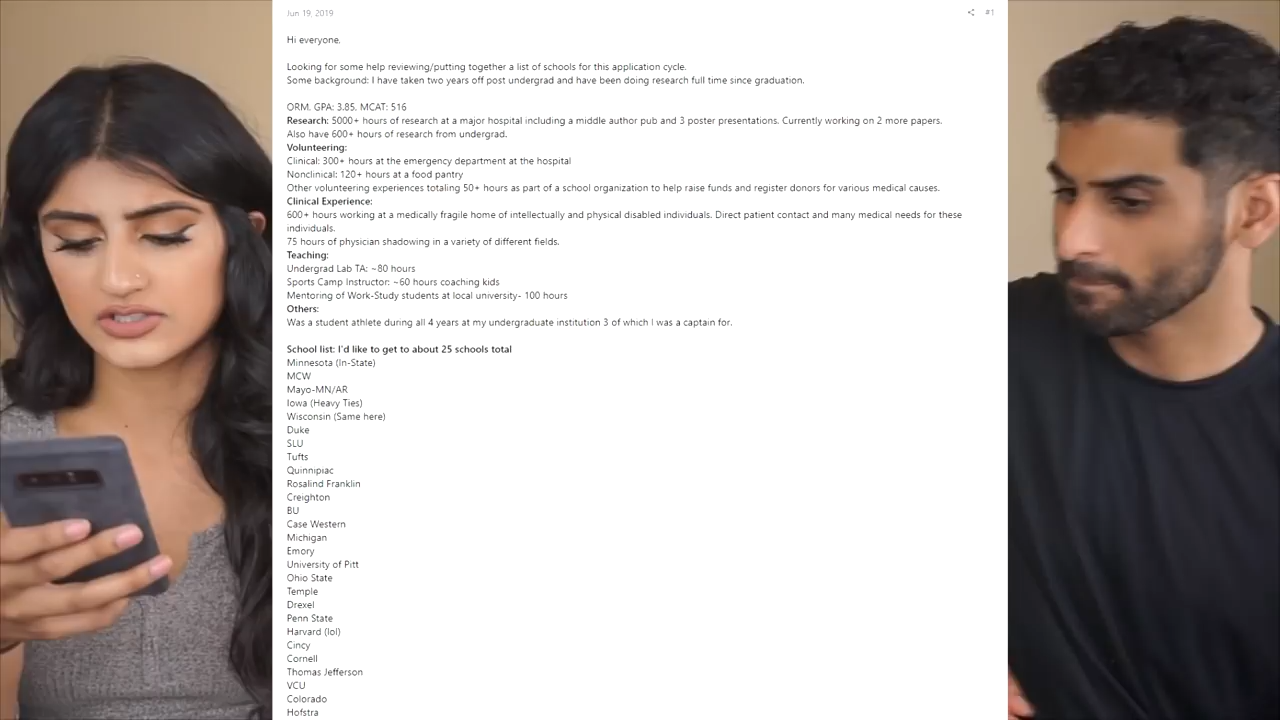 Jun 19, 2019
#1
Hi everyone.
Looking for some help reviewing/putting together a list of schools for this application cycle.
Some background: I have taken two years off post undergrad and have been doing research full time since graduation.
ORM. GPA: 3.85. MCAT: 516
Research: 5000+ hours of research at a major hospital including a middle author pub and 3 poster presentations. Currently working on 2 more papers.
Also have 600+ hours of research from undergrad.
Volunteering:
Clinical: 300+ hours at the emergency department at the hospital
Nonclinical: 120+ hours at a food pantry
Other volunteering experiences totaling 50+ hours as part of a school organization to help raise funds and register donors for various medical causes.
Clinical Experience:
600+ hours working at a medically fragile home of intellectually and physical disabled individuals. Direct patient contact and many medical needs for these
individuals.
75 hours of physician shadowing in a variety of different fields.
Teaching:
Undergrad Lab TA: ~80 hours
Sports Camp Instructor: ~60 hours coaching kids
Mentoring of Work-Study students at local university- 100 hours
Others:
Was a student athlete during all 4 years at my undergraduate institution 3 of which I was a captain for.
School list: I'd like to get to about 25 schools total
Minnesota (In-State)
MCW
Mayo-MN/AR
Iowa (Heavy Ties)
Wisconsin (Same here)
Duke
SLU
Tufts
Quinnipiac
Rosalind Franklin
Creighton
BU
Case Western
Michigan
Emory
University of Pitt
Ohio State
Temple
Drexel
Penn State
Harvard (lol)
Cincy
Cornell
Thomas Jefferson
VCU
Colorado
Hofstra